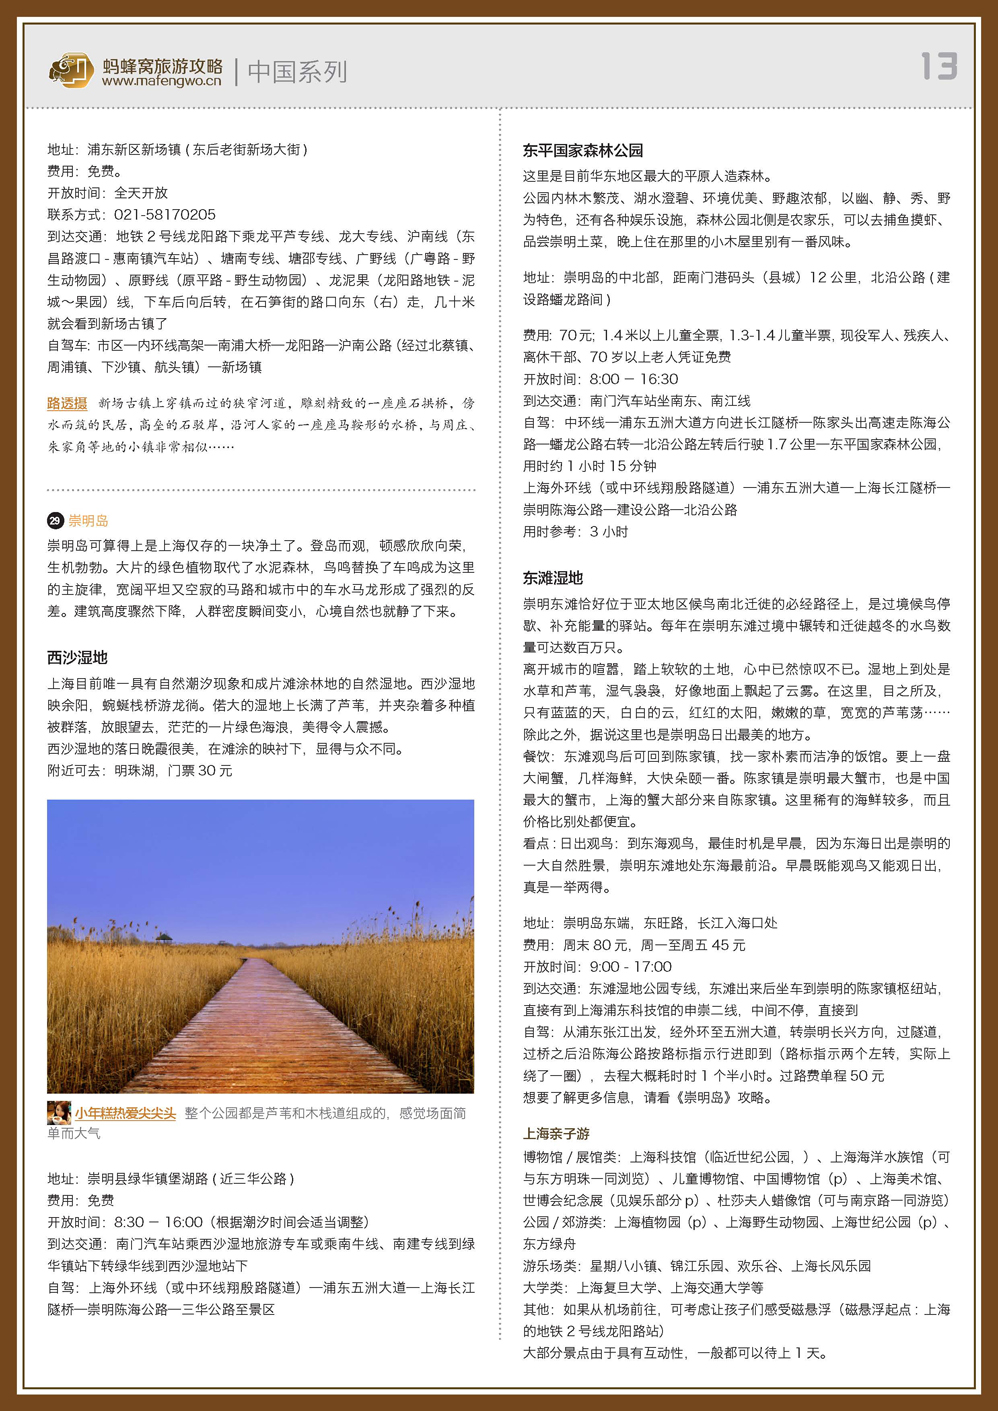 蚂蜂窝旅游攻略
www.mafengwo.cn
中国系列
13
地址：浦东新区新场镇 ( 东后老街新场大街 )
费用：免费。
开放时间：全天开放
联系方式：021-58170205
到达交通：地铁 2 号线龙阳路下乘龙平芦专线、龙大专线、沪南线（东
昌路渡口 - 惠南镇汽车站）、塘南专线、塘邵专线、广野线（广粤路 - 野
生动物园）、原野线（原平路 - 野生动物园）、龙泥果（龙阳路地铁 - 泥
城～果园）线，下车后向后转，在石笋街的路口向东（右）走，几十米
就会看到新场古镇了
自驾车：市区—内环线高架—南浦大桥—龙阳路—沪南公路（经过北蔡镇、
周浦镇、下沙镇、航头镇）—新场镇
路透摄 新场古镇上穿镇而过的狭窄河道，雕刻精致的一座座石拱桥，傍
水而筑的民居，高垒的石驳岸，沿河人家的一座座马鞍形的水桥，与周庄、
朱家角等地的小镇非常相似……
29 崇明岛
崇明岛可算得上是上海仅存的一块净土了。登岛而观，顿感欣欣向荣，
生机勃勃。大片的绿色植物取代了水泥森林，鸟鸣替换了车鸣成为这里
的主旋律，宽阔平坦又空寂的马路和城市中的车水马龙形成了强烈的反
差。建筑高度骤然下降，人群密度瞬间变小，心境自然也就静了下来。
西沙湿地
上海目前唯一具有自然潮汐现象和成片滩涂林地的自然湿地。西沙湿地
映余阳，蜿蜒栈桥游龙徜。偌大的湿地上长满了芦苇，并夹杂着多种植
被群落，放眼望去，茫茫的一片绿色海浪，美得令人震撼。
西沙湿地的落日晚霞很美，在滩涂的映衬下，显得与众不同。
附近可去：明珠湖，门票 30 元
小年糕热爱尖尖头 整个公园都是芦苇和木栈道组成的，感觉场面简
单而大气
地址：崇明县绿华镇堡湖路 ( 近三华公路 )
费用：免费
开放时间：8:30 — 16:00（根据潮汐时间会适当调整）
到达交通：南门汽车站乘西沙湿地旅游专车或乘南牛线、南建专线到绿
华镇站下转绿华线到西沙湿地站下
自驾：上海外环线（或中环线翔殷路隧道）—浦东五洲大道—上海长江
隧桥—崇明陈海公路—三华公路至景区
东平国家森林公园
这里是目前华东地区最大的平原人造森林。
公园内林木繁茂、湖水澄碧、环境优美、野趣浓郁，以幽、静、秀、野
为特色，还有各种娱乐设施，森林公园北侧是农家乐，可以去捕鱼摸虾、
品尝崇明土菜，晚上住在那里的小木屋里别有一番风味。
地址：崇明岛的中北部，距南门港码头（县城）12 公里，北沿公路 ( 建
设路蟠龙路间 )
费用：70 元；1.4 米以上儿童全票，1.3-1.4 儿童半票，现役军人、残疾人、
离休干部、70 岁以上老人凭证免费
开放时间：8:00 — 16:30
到达交通：南门汽车站坐南东、南江线
自驾：中环线—浦东五洲大道方向进长江隧桥—陈家头出高速走陈海公
路—蟠龙公路右转—北沿公路左转后行驶 1.7 公里—东平国家森林公园，
用时约 1 小时 15 分钟
上海外环线（或中环线翔殷路隧道）—浦东五洲大道—上海长江隧桥—
崇明陈海公路—建设公路—北沿公路
用时参考：3 小时
东滩湿地
崇明东滩恰好位于亚太地区候鸟南北迁徙的必经路径上，是过境候鸟停
歇、补充能量的驿站。每年在崇明东滩过境中辗转和迁徙越冬的水鸟数
量可达数百万只。
离开城市的喧嚣，踏上软软的土地，心中已然惊叹不已。湿地上到处是
水草和芦苇，湿气袅袅，好像地面上飘起了云雾。在这里，目之所及，
只有蓝蓝的天，白白的云，红红的太阳，嫩嫩的草，宽宽的芦苇荡……
除此之外，据说这里也是崇明岛日出最美的地方。
餐饮：东滩观鸟后可回到陈家镇，找一家朴素而洁净的饭馆。要上一盘
大闸蟹，几样海鲜，大快朵颐一番。陈家镇是崇明最大蟹市，也是中国
最大的蟹市，上海的蟹大部分来自陈家镇。这里稀有的海鲜较多，而且
价格比别处都便宜。
看点：日出观鸟：到东海观鸟，最佳时机是早晨，因为东海日出是崇明的
一大自然胜景，崇明东滩地处东海最前沿。早晨既能观鸟又能观日出，
真是一举两得。
地址：崇明岛东端，东旺路，长江入海口处
费用：周末 80 元，周一至周五 45 元
开放时间：9:00 - 17:00
到达交通：东滩湿地公园专线，东滩出来后坐车到崇明的陈家镇枢纽站，
直接有到上海浦东科技馆的申崇二线，中间不停，直接到
自驾：从浦东张江出发，经外环至五洲大道，转崇明长兴方向，过隧道，
过桥之后沿陈海公路按路标指示行进即到（路标指示两个左转，实际上
绕了一圈），去程大概耗时时 1 个半小时。过路费单程 50 元
想要了解更多信息，请看《崇明岛》攻略。
上海亲子游
博物馆 / 展馆类：上海科技馆（临近世纪公园，）、上海海洋水族馆（可
与东方明珠一同浏览）、儿童博物馆、中国博物馆（p）、上海美术馆、
世博会纪念展（见娱乐部分 p）、杜莎夫人蜡像馆（可与南京路一同游览）
公园 / 郊游类：上海植物园（p）、上海野生动物园、上海世纪公园（p）、
东方绿舟
游乐场类：星期八小镇、锦江乐园、欢乐谷、上海长风乐园
大学类：上海复旦大学、上海交通大学等
其他：如果从机场前往，可考虑让孩子们感受磁悬浮（磁悬浮起点：上海
的地铁 2 号线龙阳路站）
大部分景点由于具有互动性，一般都可以待上 1 天。